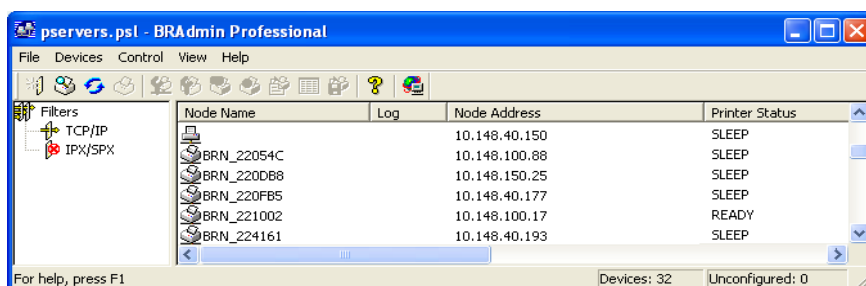 pservers.psl - BRAdmin Professional
File Devices Control View Help
Filters
TCP/IP
IPX/SPX
Node Name Log Node Address Printer Status
10.148.40.150 SLEEP
BRN_22054C 10.148.100.88 SLEEP
BRN_220DB8 10.148.150.25 SLEEP
BRN_220FB5 10.148.40.177 SLEEP
BRN_221002 10.148.100.17 READY
BRN_224161 10.148.40.193 SLEEP
For help, press F1 Devices: 32 Unconfigured: 0